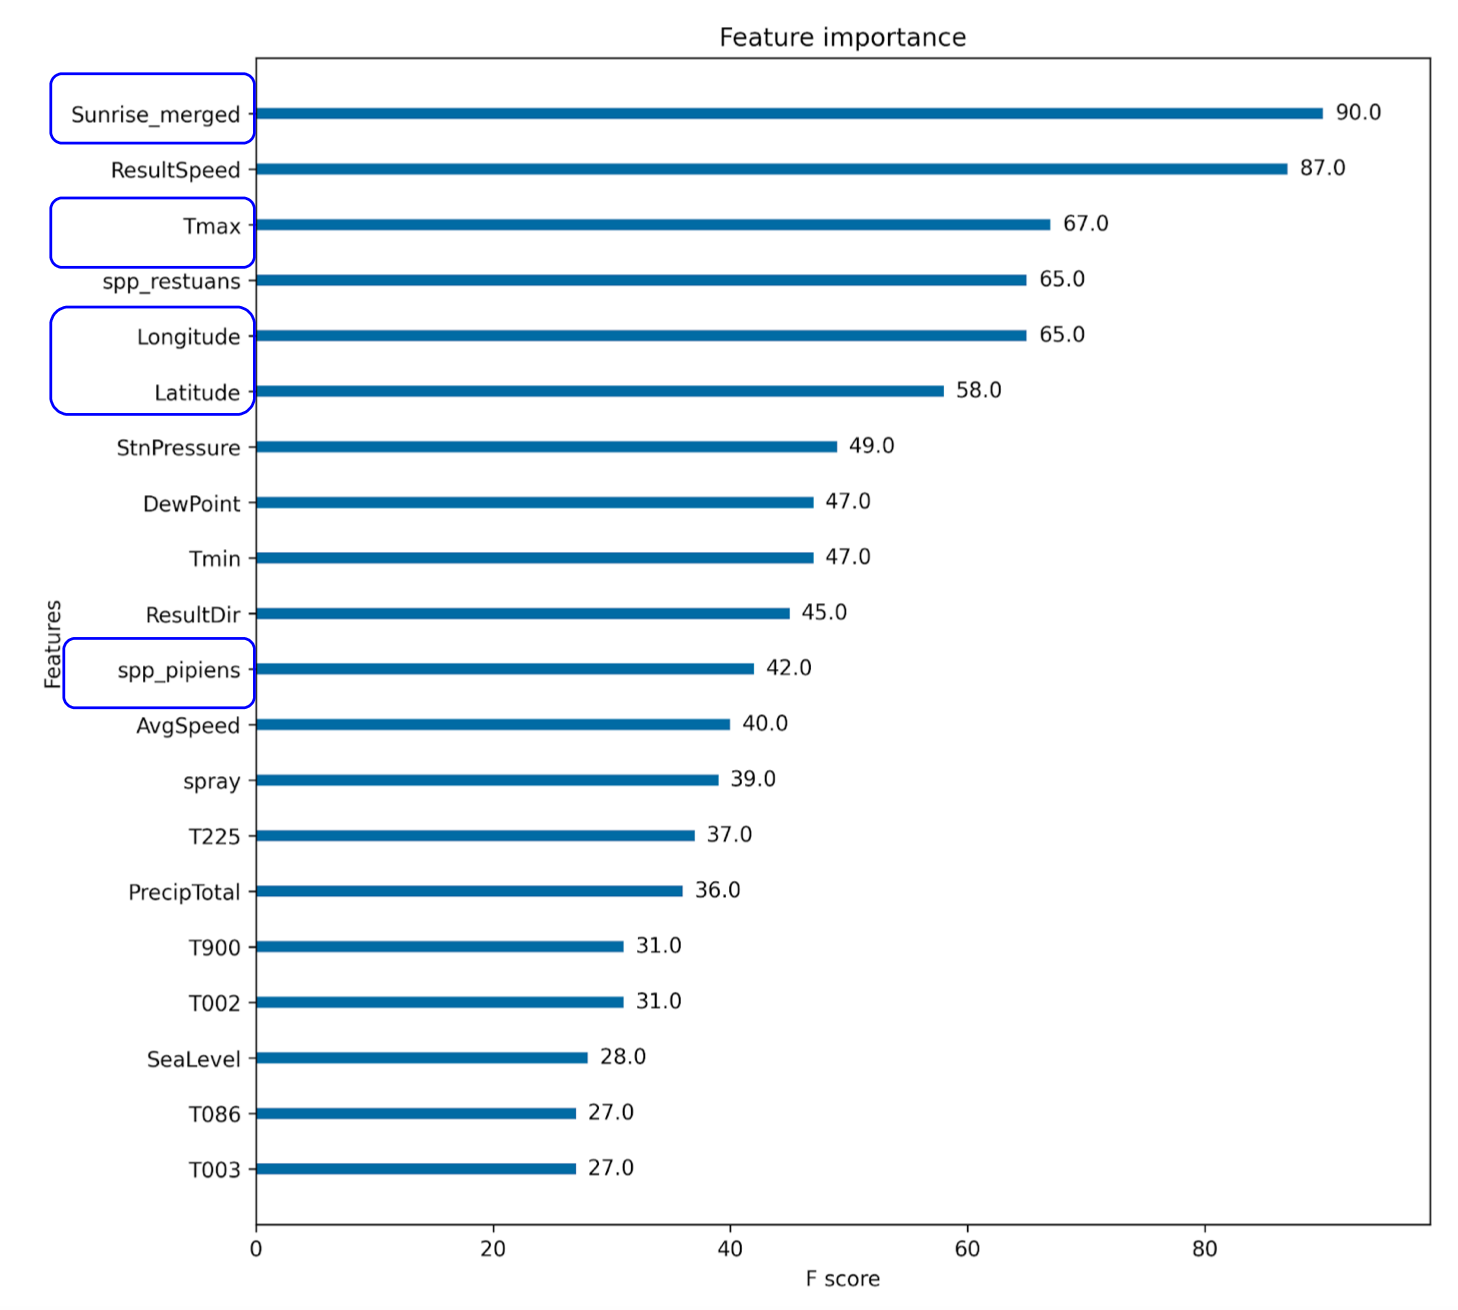 Feature importance
Sunrise_merged 90.0
ResultSpeed 87.0
Tmax 67.0
spp_restuans 65.0
Longitude 65.0
Latitude 58.0
StnPressure 49.0
DewPoint 47.0
Tmin 47.0
ResultDir 45.0
spp_pipiens 42.0
AvgSpeed 40.0
spray 39.0
T225 37.0
PrecipTotal 36.0
T900 31.0
T002 31.0
SeaLevel 28.0
T086 27.0
T003 27.0
Features
0 20 40 60 80
F score